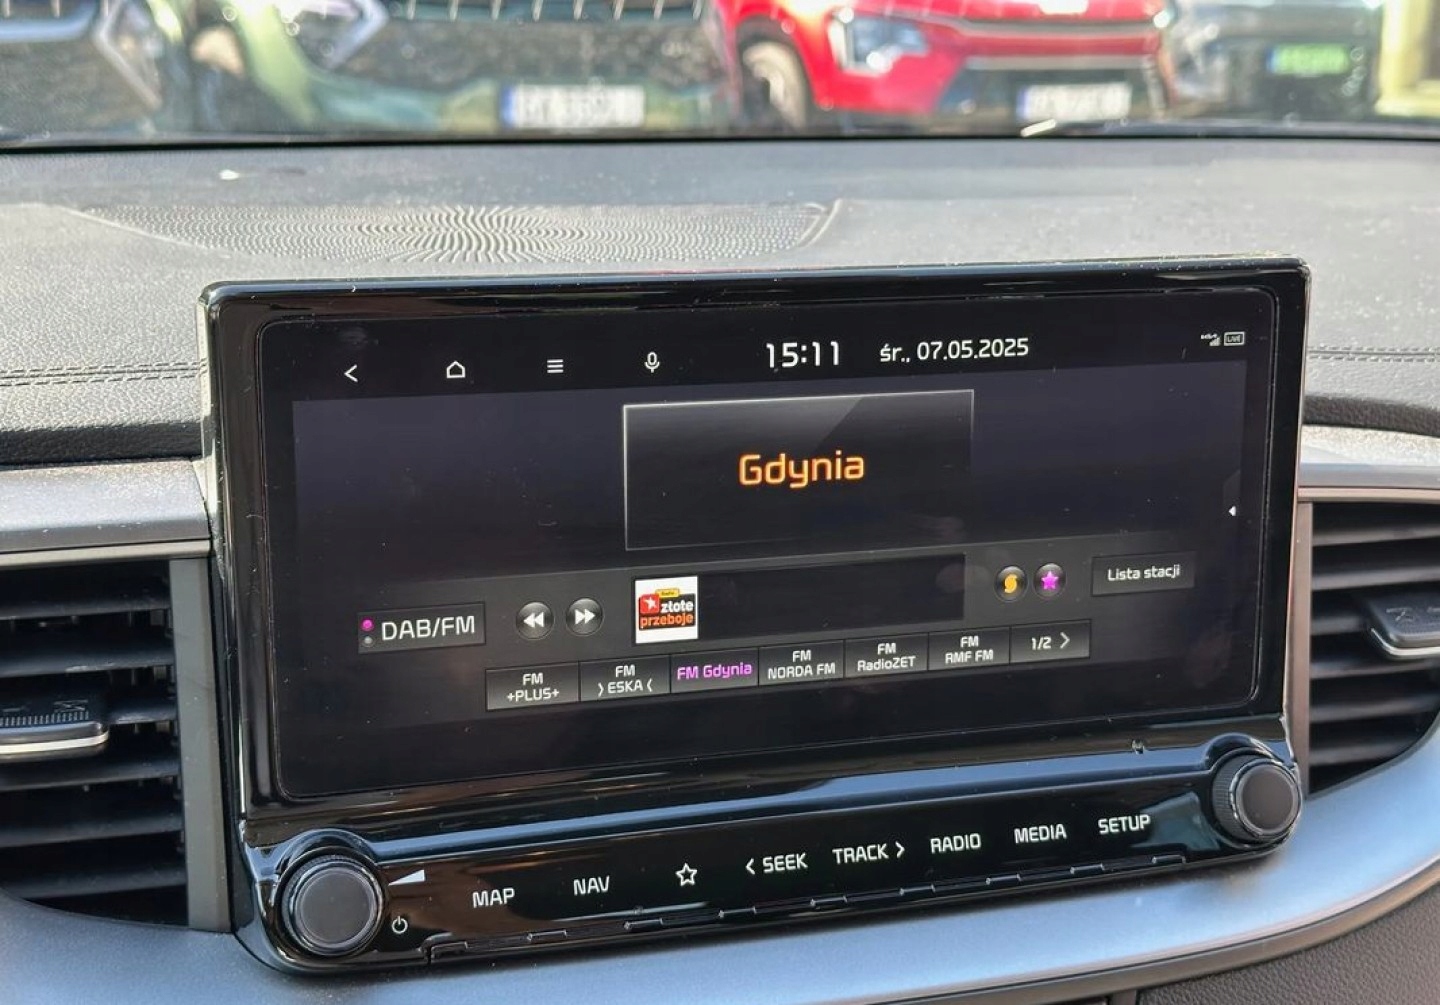 15:11 śr., 07.05.2025
LIVE
Gdynia
Lista stacji
DAB/FM
złote
przeboje
FM
+PLUS+
FM
›ESKA‹
FM Gdynia
FM
NORDA FM
FM
RadioZET
FM
RMF FM
1/2 >
MAP
NAV
< SEEK
TRACK >
RADIO
MEDIA
SETUP